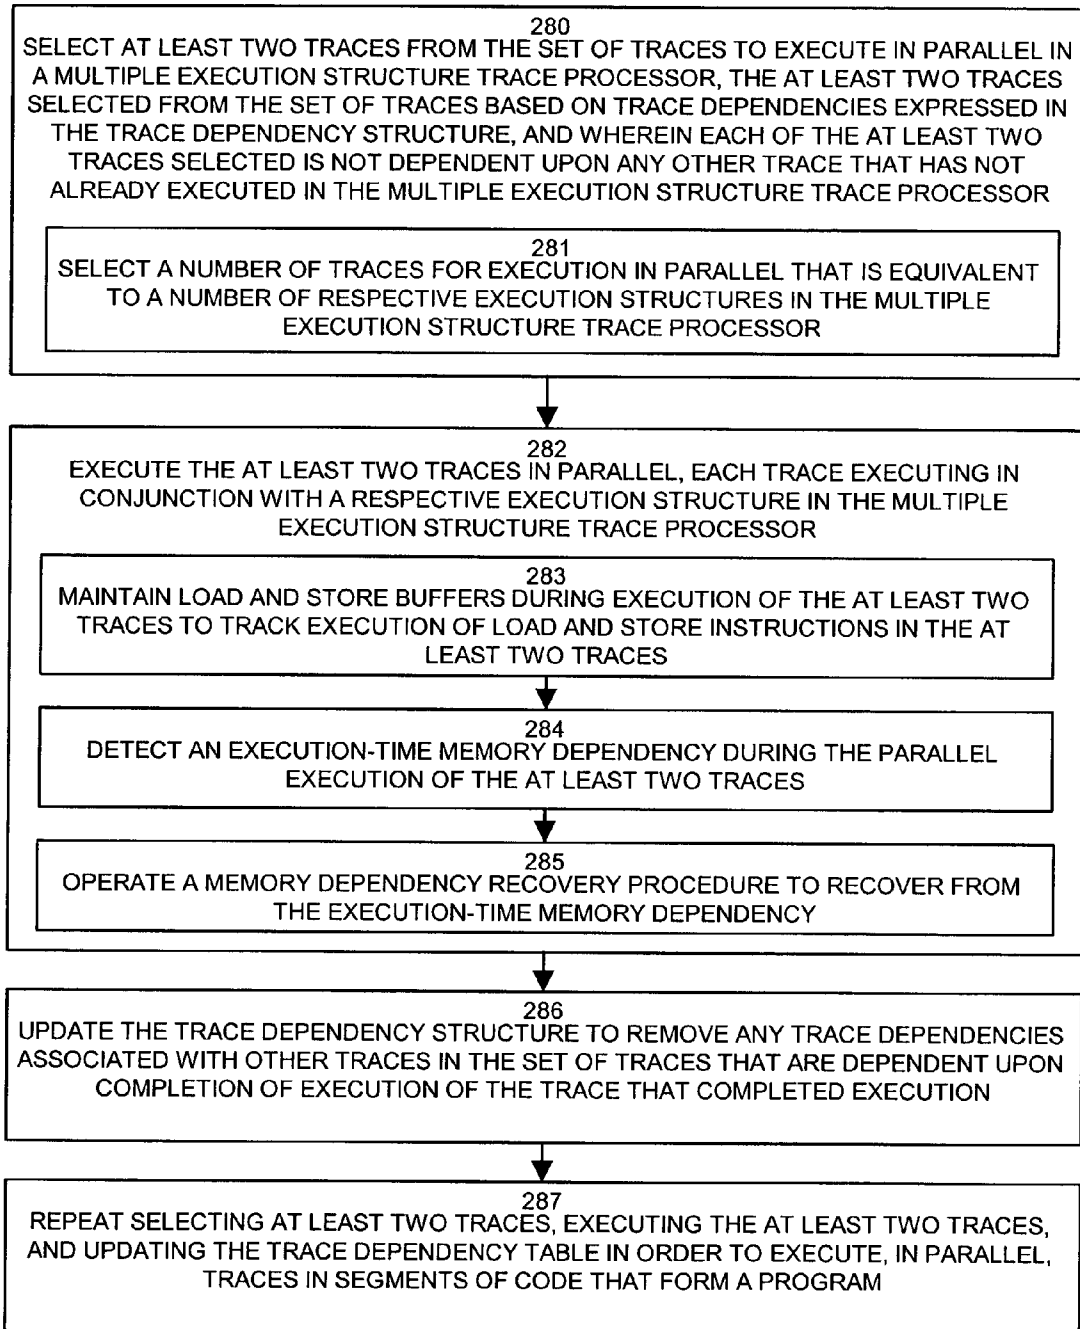 280
SELECT AT LEAST TWO TRACES FROM THE SET OF TRACES TO EXECUTE IN PARALLEL IN
A MULTIPLE EXECUTION STRUCTURE TRACE PROCESSOR, THE AT LEAST TWO TRACES
SELECTED FROM THE SET OF TRACES BASED ON TRACE DEPENDENCIES EXPRESSED IN
THE TRACE DEPENDENCY STRUCTURE, AND WHEREIN EACH OF THE AT LEAST TWO
TRACES SELECTED IS NOT DEPENDENT UPON ANY OTHER TRACE THAT HAS NOT
ALREADY EXECUTED IN THE MULTIPLE EXECUTION STRUCTURE TRACE PROCESSOR
281
SELECT A NUMBER OF TRACES FOR EXECUTION IN PARALLEL THAT IS EQUIVALENT
TO A NUMBER OF RESPECTIVE EXECUTION STRUCTURES IN THE MULTIPLE
EXECUTION STRUCTURE TRACE PROCESSOR
282
EXECUTE THE AT LEAST TWO TRACES IN PARALLEL, EACH TRACE EXECUTING IN
CONJUNCTION WITH A RESPECTIVE EXECUTION STRUCTURE IN THE MULTIPLE
EXECUTION STRUCTURE TRACE PROCESSOR
283
MAINTAIN LOAD AND STORE BUFFERS DURING EXECUTION OF THE AT LEAST TWO
TRACES TO TRACK EXECUTION OF LOAD AND STORE INSTRUCTIONS IN THE AT
LEAST TWO TRACES
284
DETECT AN EXECUTION-TIME MEMORY DEPENDENCY DURING THE PARALLEL
EXECUTION OF THE AT LEAST TWO TRACES
285
OPERATE A MEMORY DEPENDENCY RECOVERY PROCEDURE TO RECOVER FROM
THE EXECUTION-TIME MEMORY DEPENDENCY
286
UPDATE THE TRACE DEPENDENCY STRUCTURE TO REMOVE ANY TRACE DEPENDENCIES
ASSOCIATED WITH OTHER TRACES IN THE SET OF TRACES THAT ARE DEPENDENT UPON
COMPLETION OF EXECUTION OF THE TRACE THAT COMPLETED EXECUTION
287
REPEAT SELECTING AT LEAST TWO TRACES, EXECUTING THE AT LEAST TWO TRACES,
AND UPDATING THE TRACE DEPENDENCY TABLE IN ORDER TO EXECUTE, IN PARALLEL,
TRACES IN SEGMENTS OF CODE THAT FORM A PROGRAM